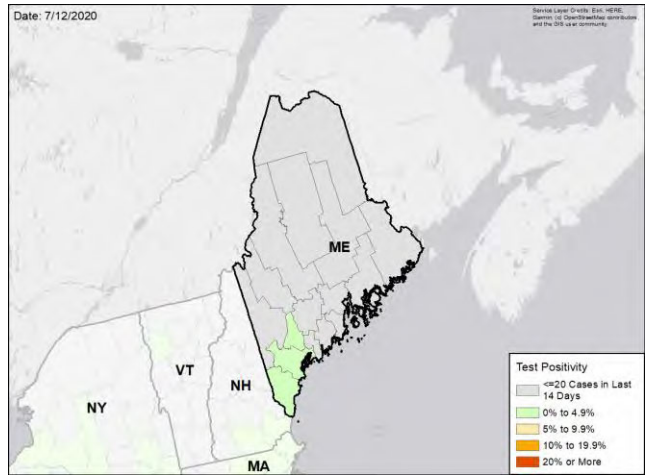 Date: 7/12/2020
Service Layer Credits: Esri, HERE,
Garmin, (c) OpenStreetMap contributors,
and the GIS user community
ME
VT
NH
NY
MA
Test Positivity
<=20 Cases in Last
14 Days
0% to 4.9%
5% to 9.9%
10% to 19.9%
20% or More